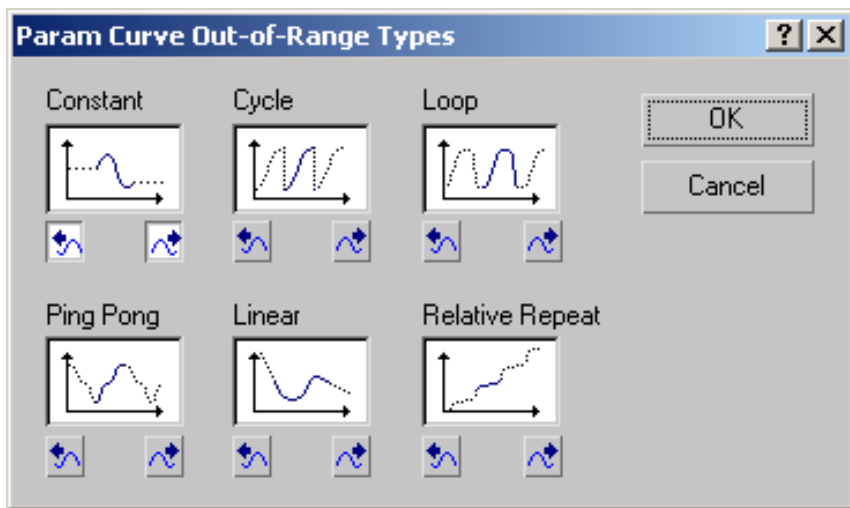 Param Curve Out-of-Range Types
Constant Cycle Loop
OK
Cancel
Ping Pong Linear Relative Repeat